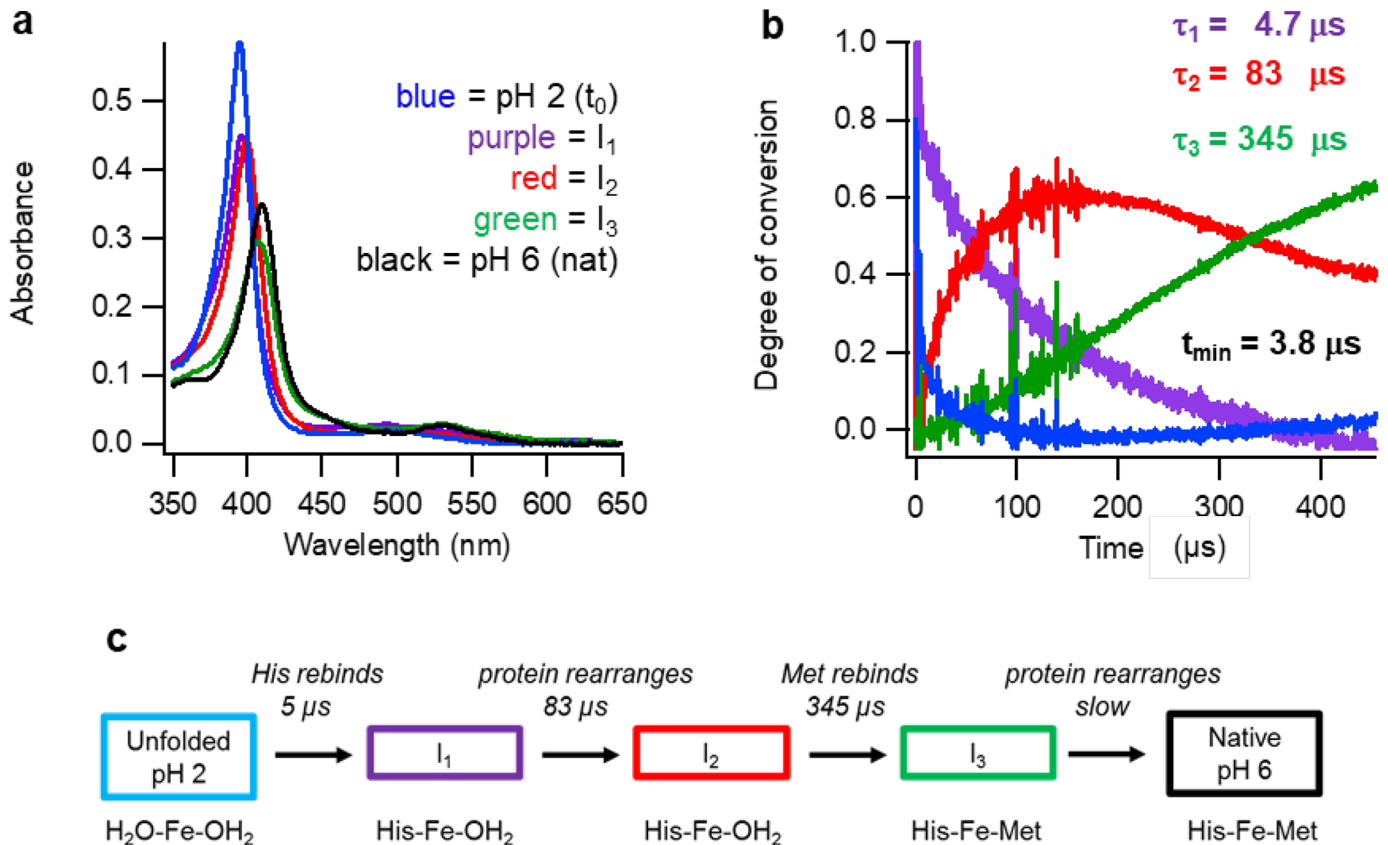 a
0.5
0.4
0.3
0.2
0.1
0.0
Absorbance
350
400
450
500
550
600
650
Wavelength (nm)
blue = pH 2 (t₀)
purple = I₁
red = I₂
green = I₃
black = pH 6 (nat)
b
τ₁ = 4.7 μs
τ₂ = 83 μs
τ₃ = 345 μs
1.0
0.8
0.6
0.4
0.2
0.0
Degree of conversion
tₘᵢₙ = 3.8 μs
0
100
200
300
400
Time (μs)
c
His rebinds
5 μs
protein rearranges
83 μs
Met rebinds
345 μs
protein rearranges
slow
Unfolded
pH 2
I₁
I₂
I₃
Native
pH 6
H₂O-Fe-OH₂
His-Fe-OH₂
His-Fe-OH₂
His-Fe-Met
His-Fe-Met